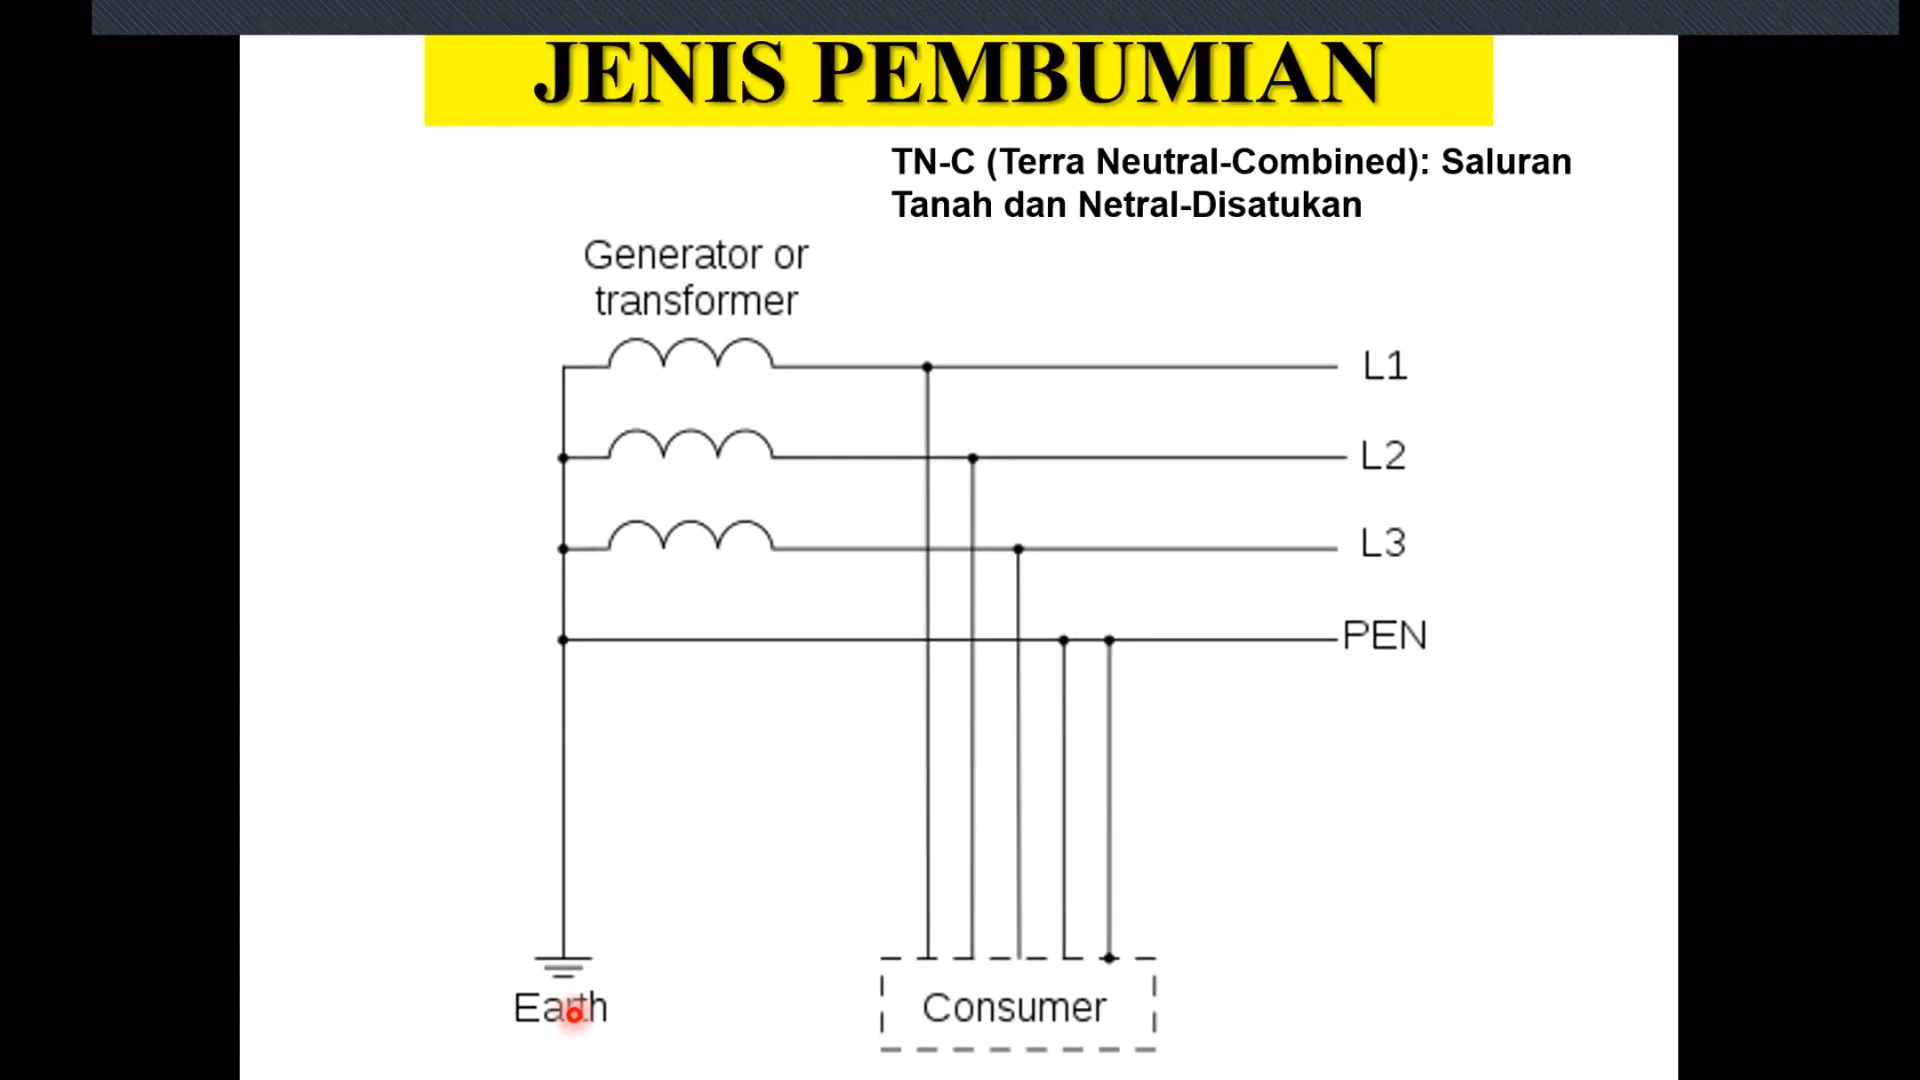 JENIS PEMBUMIAN
TN-C (Terra Neutral-Combined): Saluran
Tanah dan Netral-Disatukan
Generator or
transformer
L1
L2
L3
PEN
Earth
Consumer